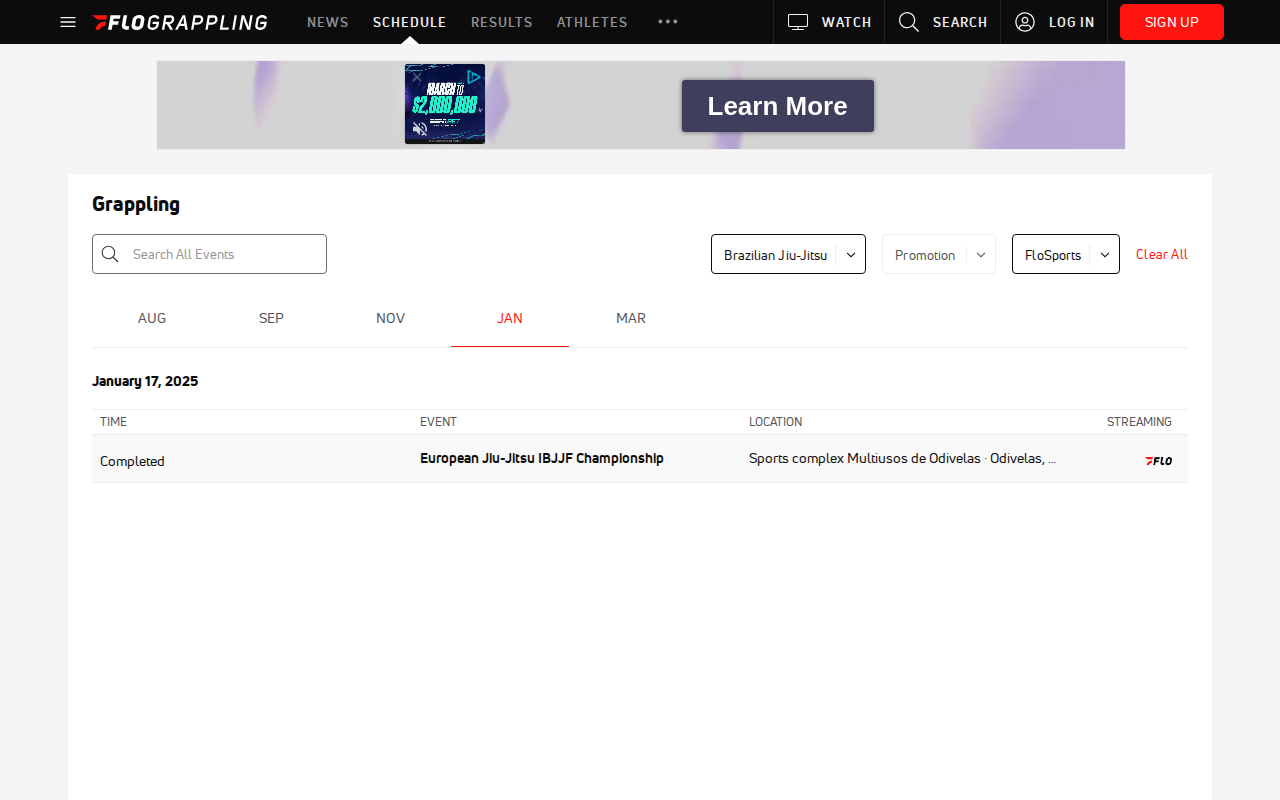 FLOGRAPPLING NEWS SCHEDULE RESULTS ATHLETES WATCH SEARCH LOG IN SIGN UP
MARCH TO
$2,000,000
Learn More
Grappling
Search All Events
Brazilian Jiu-Jitsu
Promotion
FloSports
Clear All
AUG SEP NOV JAN MAR
January 17, 2025
TIME EVENT LOCATION STREAMING
Completed European Jiu-Jitsu IBJJF Championship Sports complex Multiusos de Odivelas · Odivelas, ... FLO